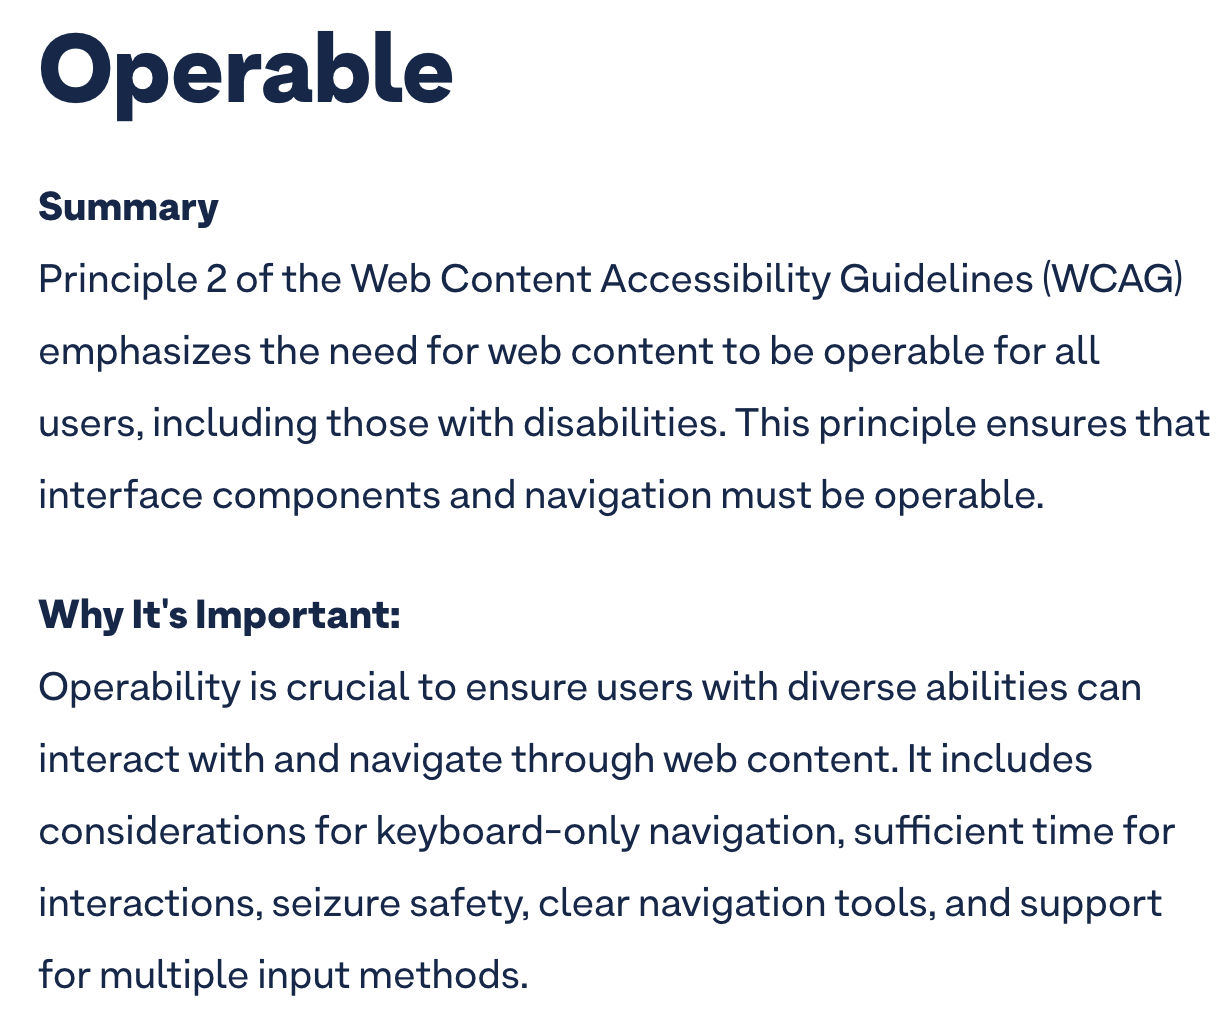 Operable
Summary
Principle 2 of the Web Content Accessibility Guidelines (WCAG)
emphasizes the need for web content to be operable for all
users, including those with disabilities. This principle ensures that
interface components and navigation must be operable.
Why It's Important:
Operability is crucial to ensure users with diverse abilities can
interact with and navigate through web content. It includes
considerations for keyboard-only navigation, sufficient time for
interactions, seizure safety, clear navigation tools, and support
for multiple input methods.